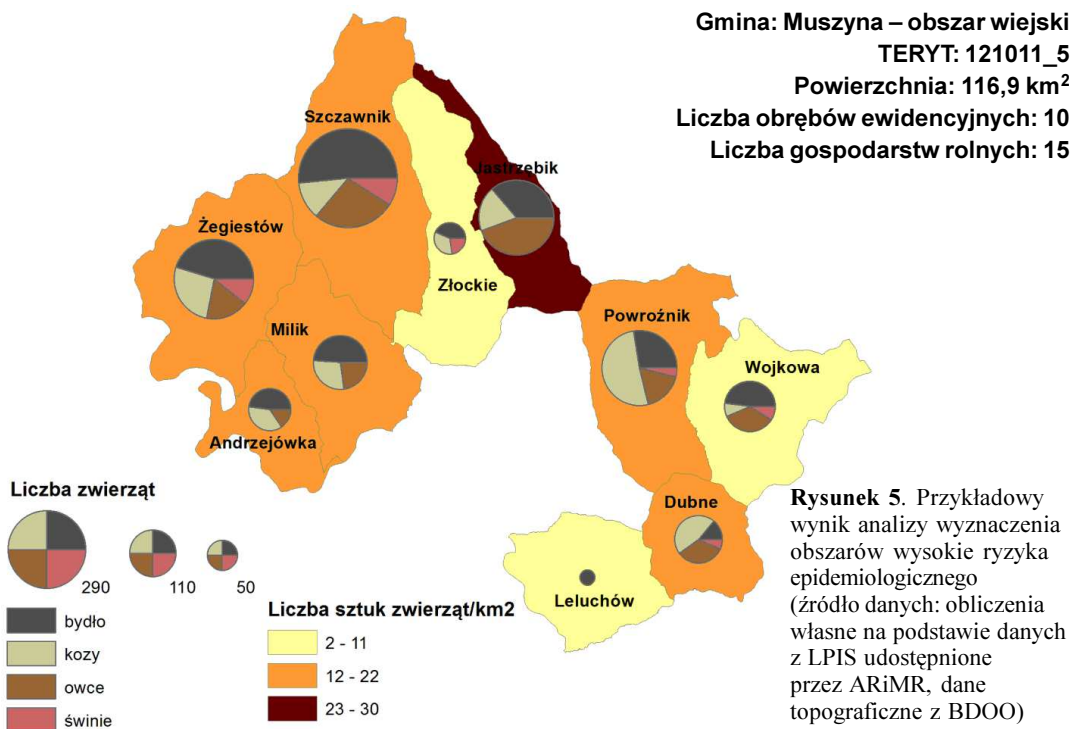 Gmina: Muszyna – obszar wiejski
TERYT: 121011_5
Powierzchnia: 116,9 km²
Liczba obrębów ewidencyjnych: 10
Liczba gospodarstw rolnych: 15
Szczawnik
Jastrzębik
Żegiestów
Złockie
Milik
Powroźnik
Wojkowa
Andrzejówka
Dubne
Leluchów
Liczba zwierząt
290
110
50
bydło
kozy
owce
świnie
Liczba sztuk zwierząt/km2
2 - 11
12 - 22
23 - 30
Rysunek 5. Przykładowy
wynik analizy wyznaczenia
obszarów wysokie ryzyka
epidemiologicznego
(źródło danych: obliczenia
własne na podstawie danych
z LPIS udostępnione
przez ARiMR, dane
topograficzne z BDOO)